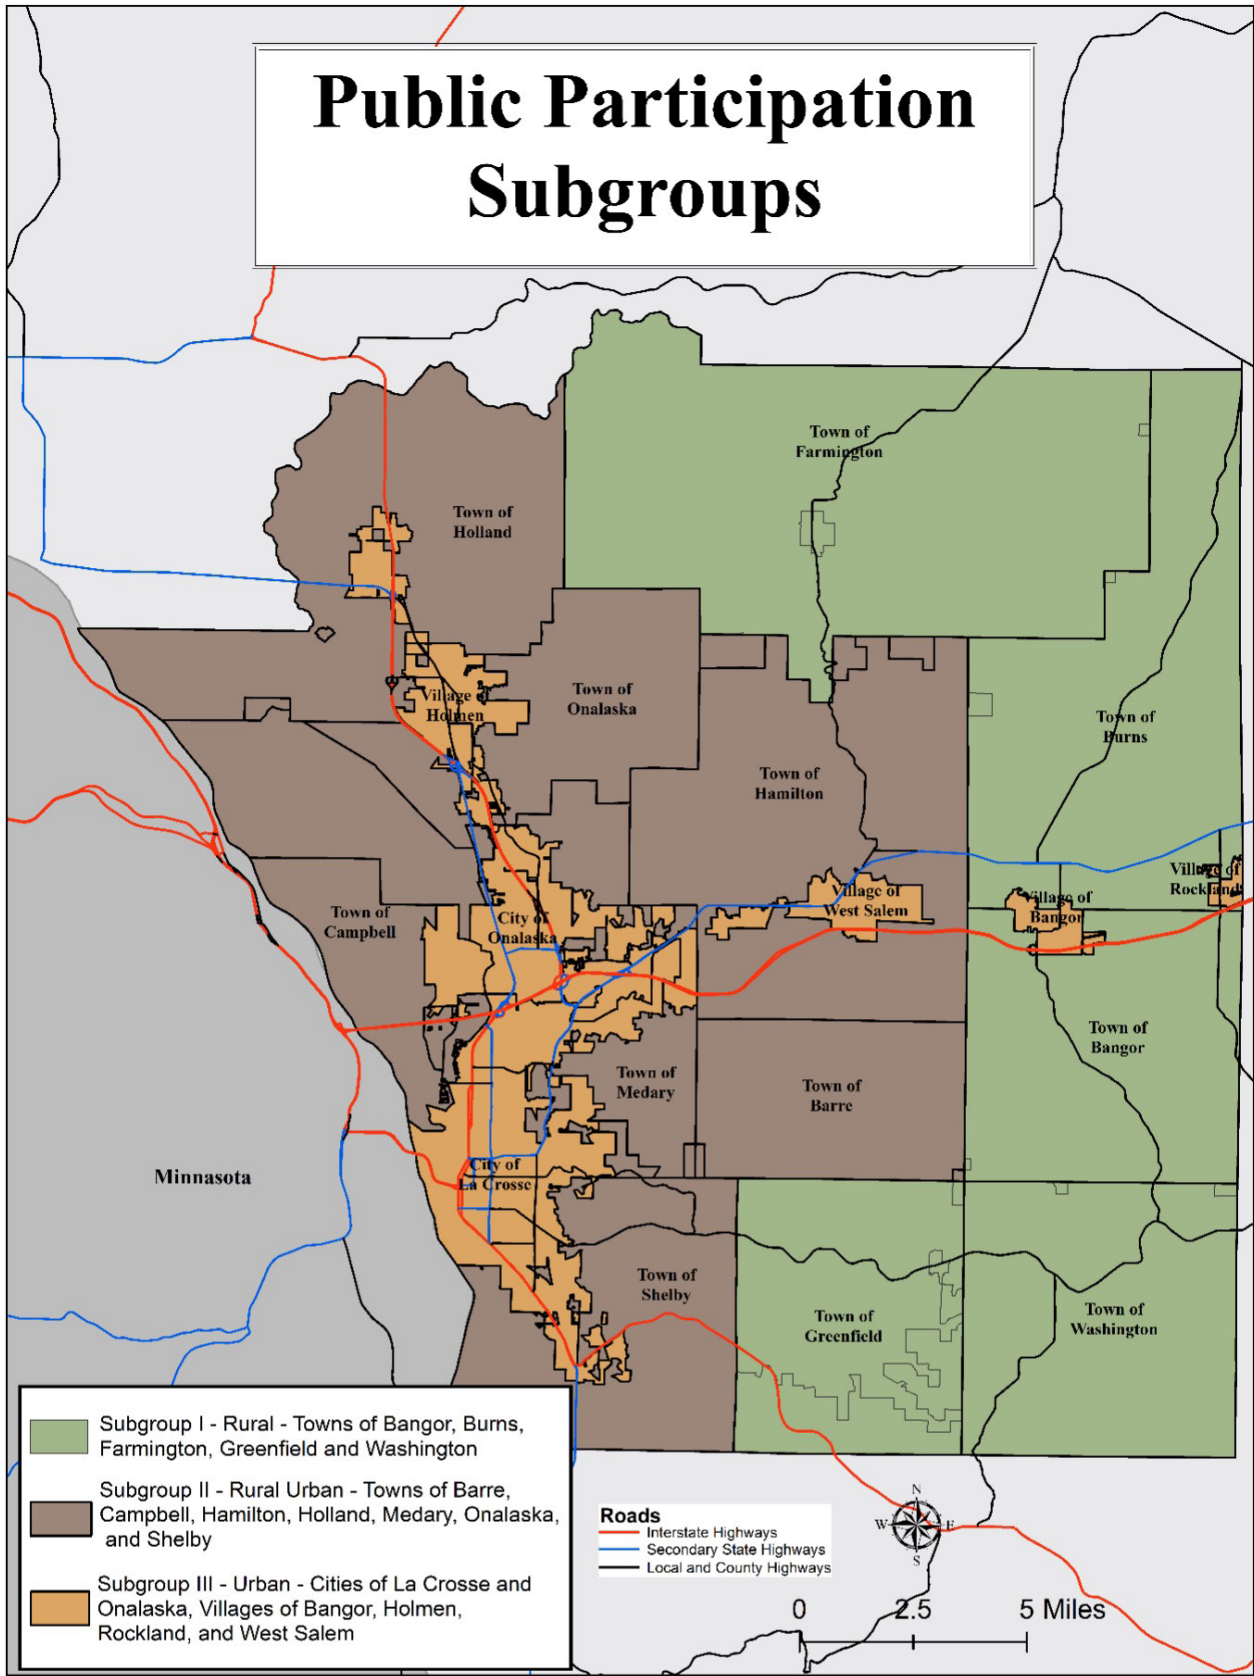 Public Participation
Subgroups
Town of
Farmington
Town of
Holland
Village of
Holmen
Town of
Onalaska
Town of
Burns
Town of
Hamilton
Village of
Rockland
Village of
West Salem
Village of
Bangor
Town of
Campbell
City of
Onalaska
Town of
Bangor
Town of
Medary
Town of
Barre
Minnasota
City of
La Crosse
Town of
Shelby
Town of
Greenfield
Town of
Washington
Subgroup I - Rural - Towns of Bangor, Burns,
Farmington, Greenfield and Washington
Subgroup II - Rural Urban - Towns of Barre,
Campbell, Hamilton, Holland, Medary, Onalaska,
and Shelby
Subgroup III - Urban - Cities of La Crosse and
Onalaska, Villages of Bangor, Holmen,
Rockland, and West Salem
Roads
Interstate Highways
Secondary State Highways
Local and County Highways
N
W E
S
0 2.5 5 Miles